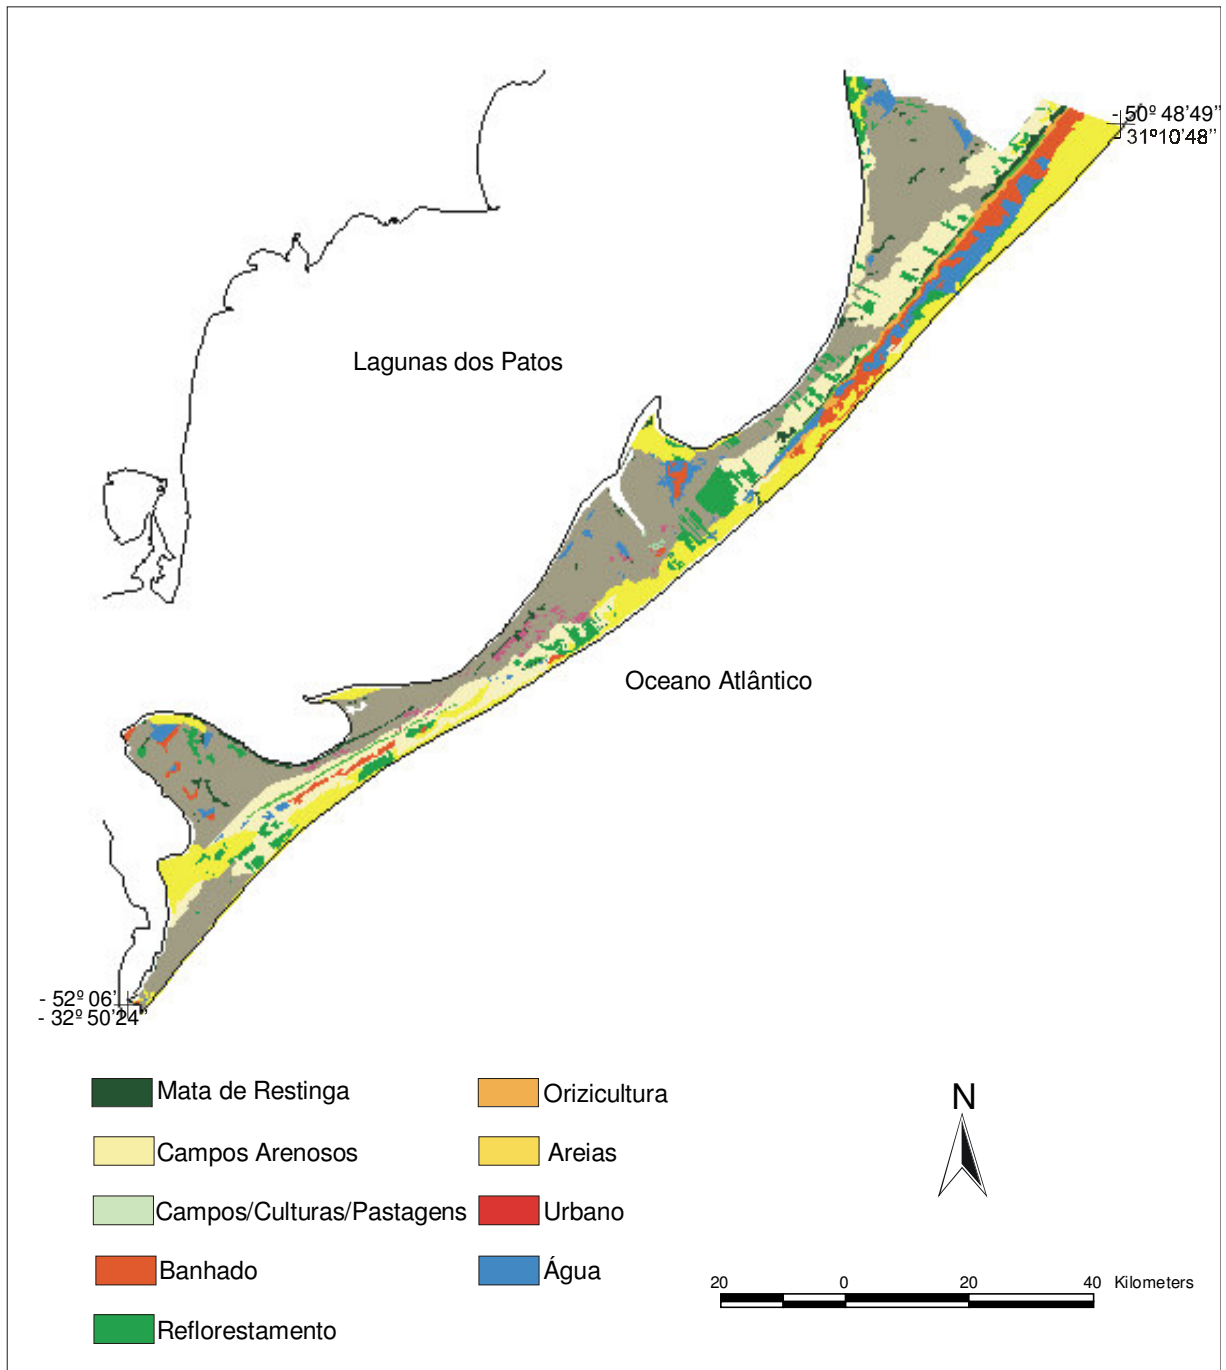 - 50º 48'49"
- 31º10'48"
Lagunas dos Patos
Oceano Atlântico
- 52º 06'
- 32º 50'24"
Mata de Restinga
Orizicultura
Campos Arenosos
Areias
Campos/Culturas/Pastagens
Urbano
Banhado
Água
Reflorestamento
N
20 0 20 40 Kilometers